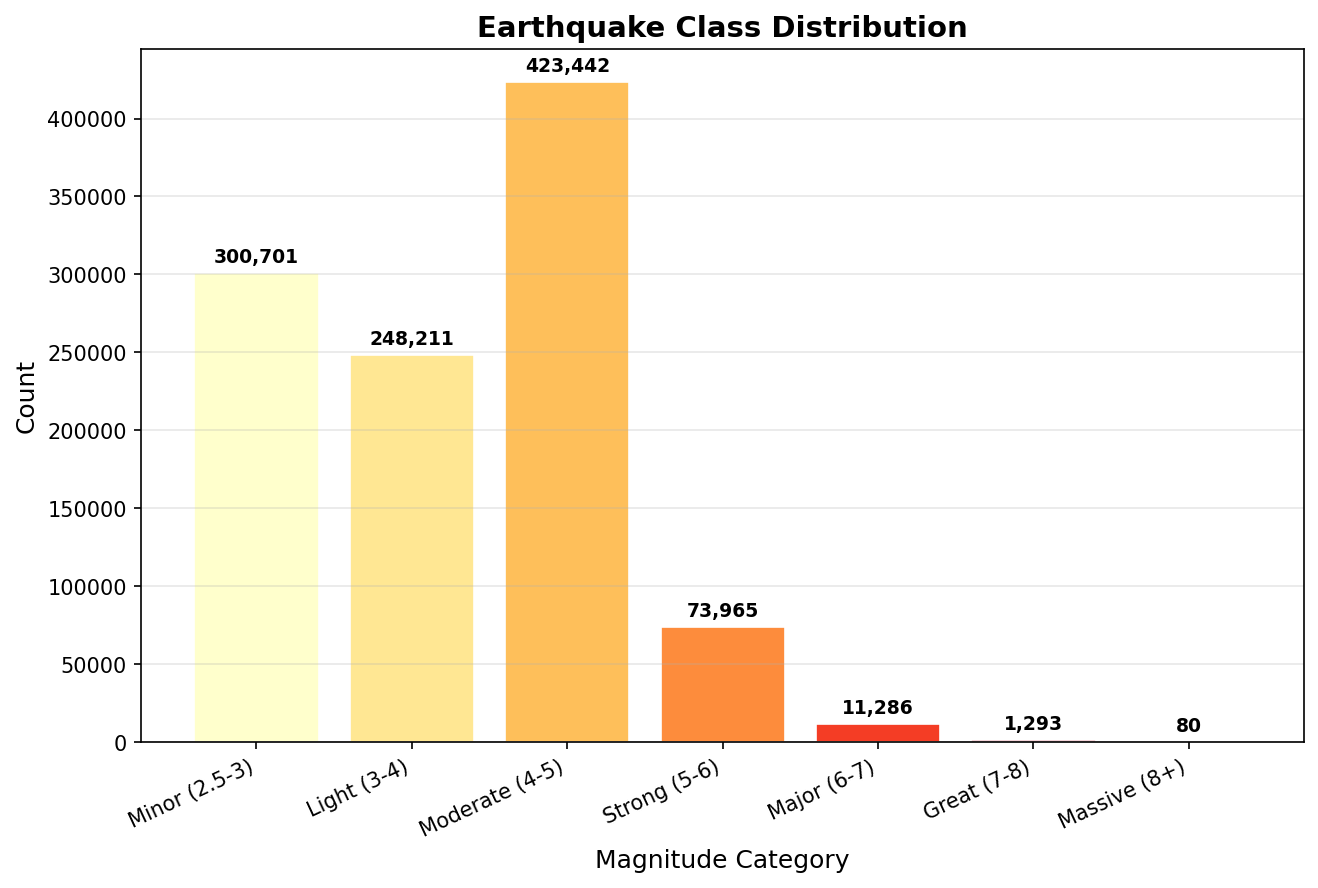 Earthquake Class Distribution
423,442
400000
350000
300,701
300000
248,211
250000
Count
200000
150000
100000
73,965
50000
11,286
1,293
80
0
Minor (2.5-3)
Light (3-4)
Moderate (4-5)
Strong (5-6)
Major (6-7)
Great (7-8)
Massive (8+)
Magnitude Category